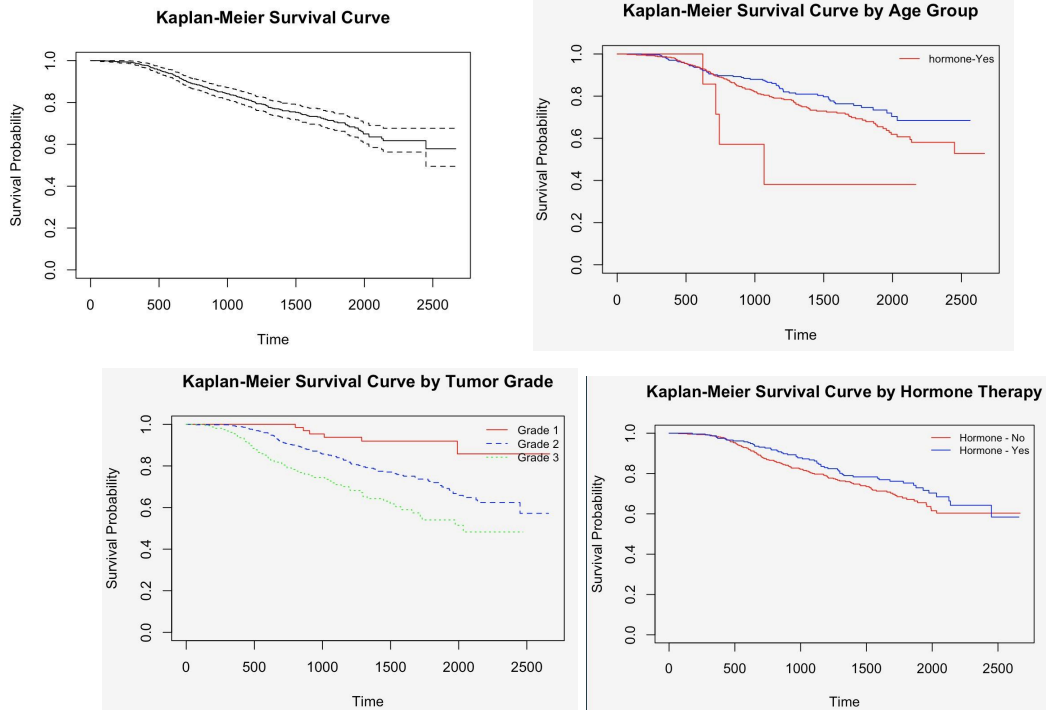 Kaplan-Meier Survival Curve
Survival Probability
1.0
0.8
0.6
0.4
0.2
0.0
0 500 1000 1500 2000 2500
Time
Kaplan-Meier Survival Curve by Age Group
Survival Probability
1.0
0.8
0.6
0.4
0.2
0.0
hormone-Yes
0 500 1000 1500 2000 2500
Time
Kaplan-Meier Survival Curve by Tumor Grade
Survival Probability
1.0
0.8
0.6
0.4
0.2
0.0
Grade 1
Grade 2
Grade 3
0 500 1000 1500 2000 2500
Time
Kaplan-Meier Survival Curve by Hormone Therapy
Survival Probability
1.0
0.8
0.6
0.4
0.2
0.0
Hormone - No
Hormone - Yes
0 500 1000 1500 2000 2500
Time